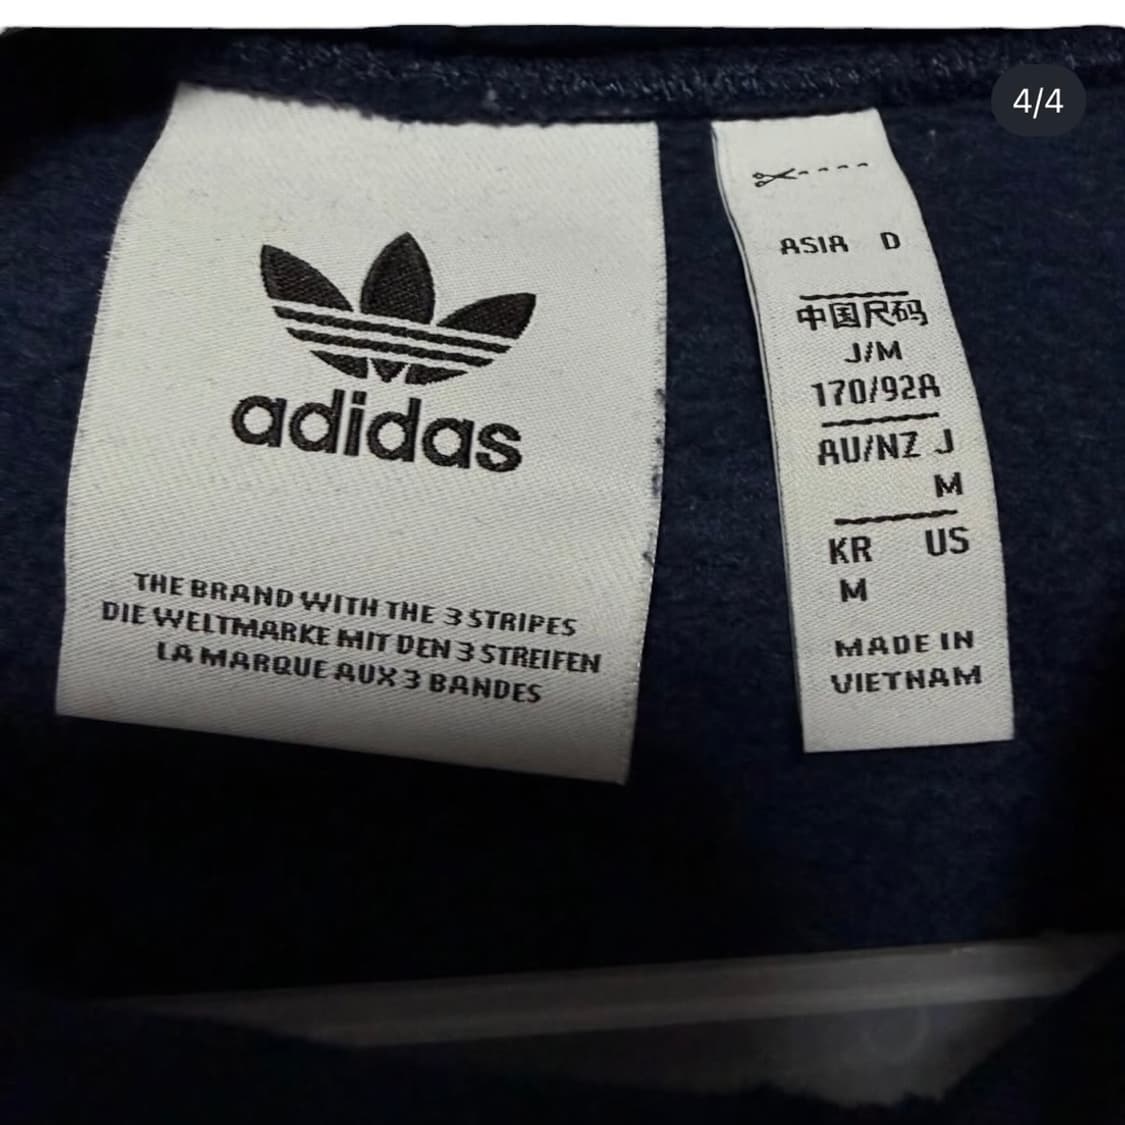 4/4
adidas
THE BRAND WITH THE 3 STRIPES
DIE WELTMARKE MIT DEN 3 STREIFEN
LA MARQUE AUX 3 BANDES
ASIA D
中国尺码
J/M
170/92A
AU/NZ J
M
KR US
M
MADE IN
VIETNAM